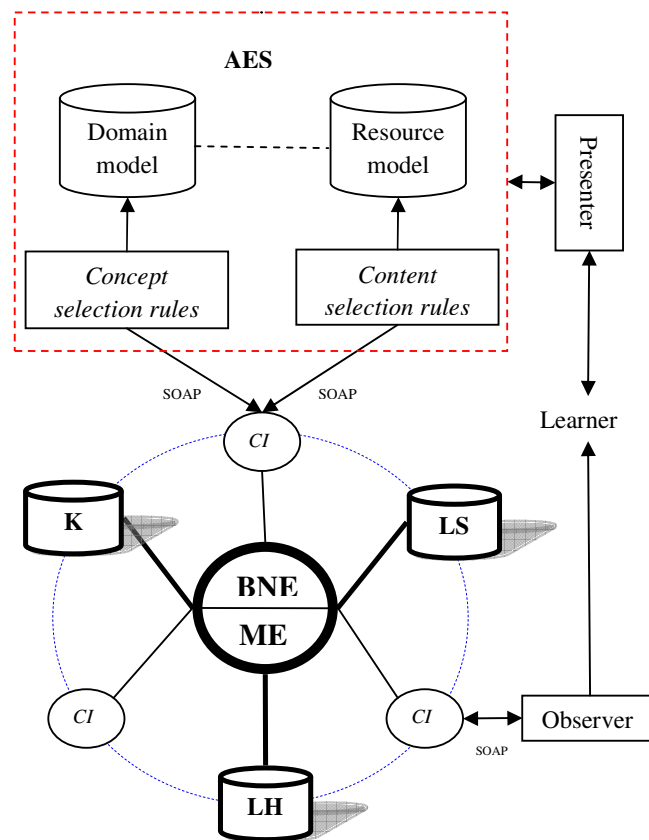 AES
Domain
model
Resource
model
Presenter
Concept
selection rules
Content
selection rules
SOAP
SOAP
CI
Learner
K
LS
BNE
ME
CI
CI
SOAP
Observer
LH